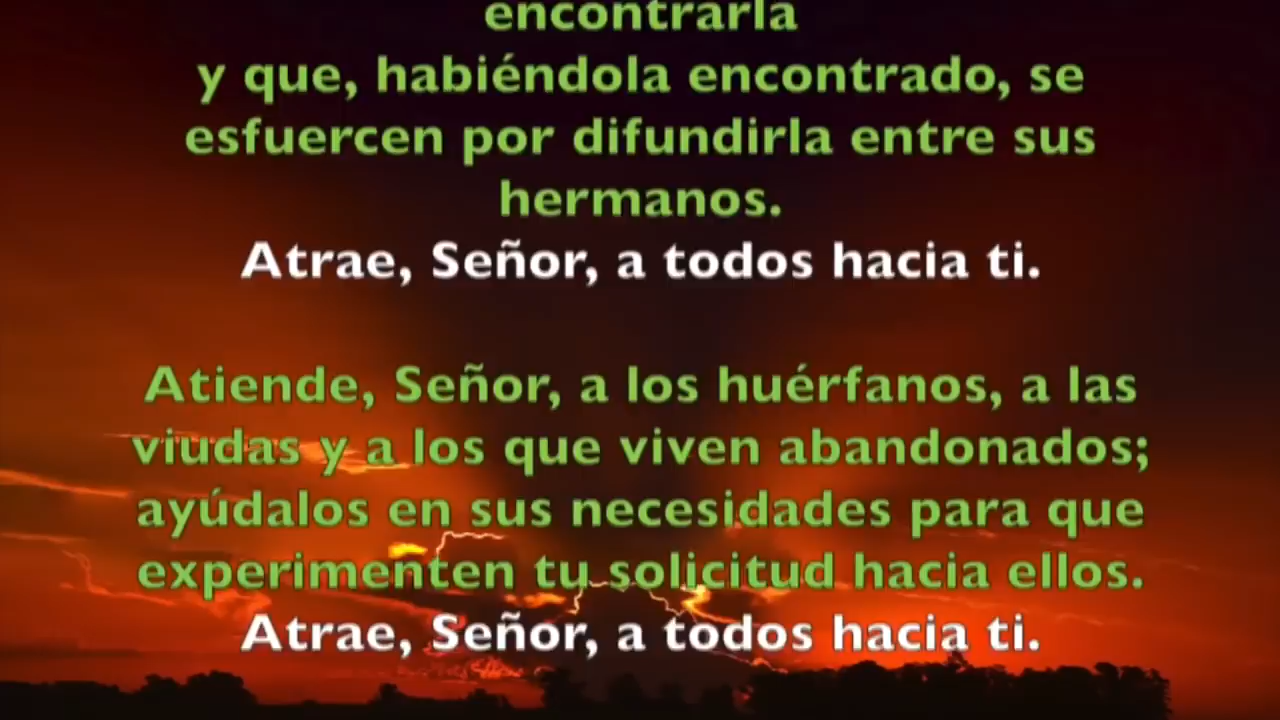 encontrarla
y que, habiéndola encontrado, se
esfuercen por difundirla entre sus
hermanos.
Atrae, Señor, a todos hacia ti.
Atiende, Señor, a los huérfanos, a las
viudas y a los que viven abandonados;
ayúdalos en sus necesidades para que
experimenten tu solicitud hacia ellos.
Atrae, Señor, a todos hacia ti.